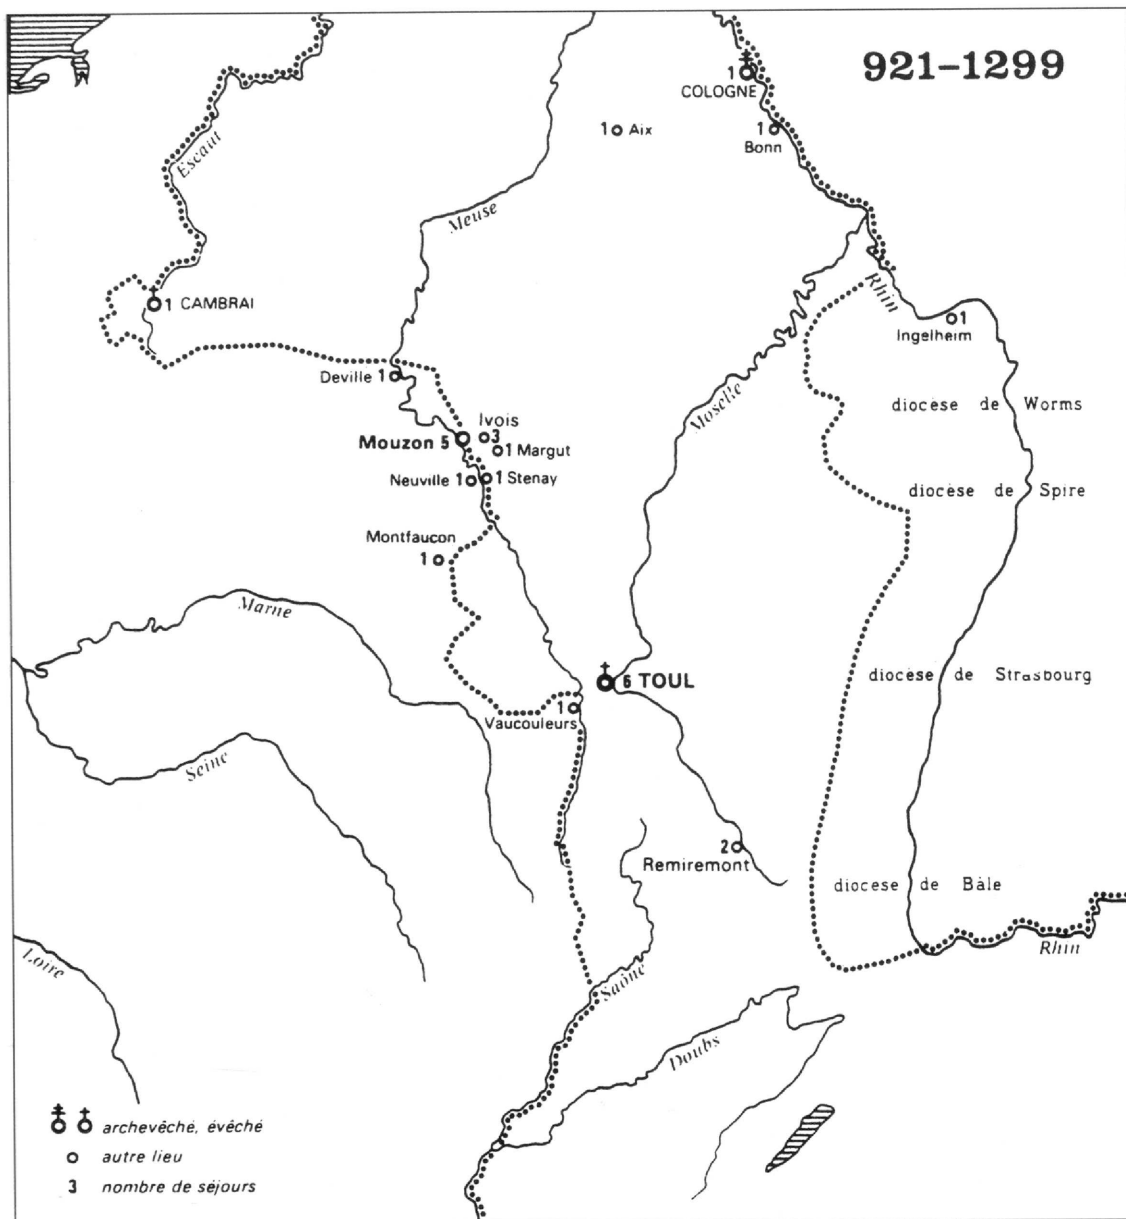 921–1299
1
COLOGNE
1 Aix
1
Bonn
Escaut
Meuse
1 CAMBRAI
Rhin
1
Ingelheim
Deville 1
Moselle
diocèse de Worms
Ivois
3
Mouzon 5
1 Margut
Neuville 1
1 Stenay
diocèse de Spire
Montfaucon
1
Marne
6 TOUL
diocèse de Strasbourg
1
Vaucouleurs
Seine
2
Remiremont
diocèse de Bâle
Loire
Rhin
Saône
Doubs
archevêché, évêché
autre lieu
3 nombre de séjours